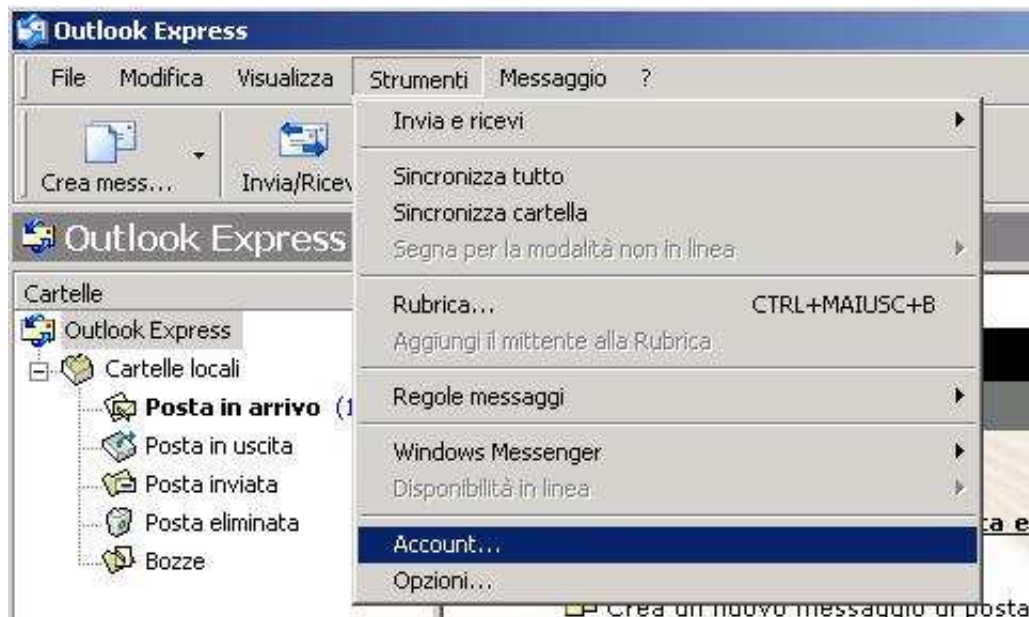 Outlook Express
File Modifica Visualizza Strumenti Messaggio ?
Crea mess... Invia/Ricev
Outlook Express
Cartelle
Outlook Express
Cartelle locali
Posta in arrivo (1
Posta in uscita
Posta inviata
Posta eliminata
Bozze
Invia e ricevi
Sincronizza tutto
Sincronizza cartella
Segna per la modalità non in linea
Rubrica... CTRL+MAIUSC+B
Aggiungi il mittente alla Rubrica
Regole messaggi
Windows Messenger
Disponibilità in linea
Account...
Opzioni...
ta e
Crea un nuovo messaggio di posta